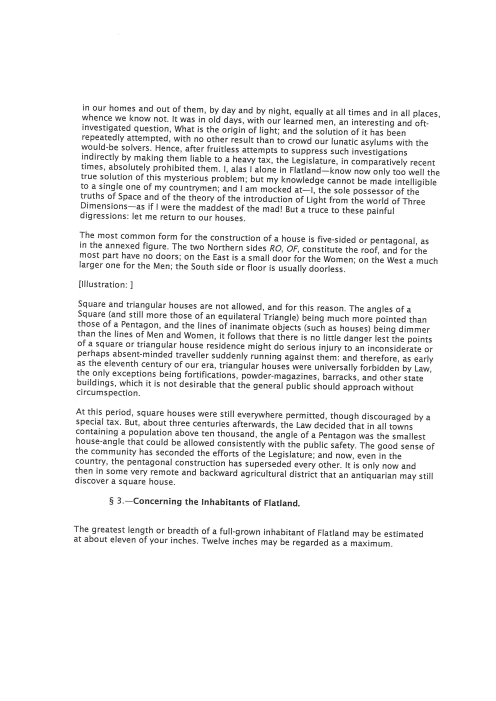 in our homes and out of them, by day and by night, equally at all times and in all places,
whence we know not. It was in old days, with our learned men, an interesting and oft-
investigated question, What is the origin of light; and the solution of it has been
repeatedly attempted, with no other result than to crowd our lunatic asylums with the
would-be solvers. Hence, after fruitless attempts to suppress such investigations
indirectly by making them liable to a heavy tax, the Legislature, in comparatively recent
times, absolutely prohibited them. I, alas I alone in Flatland—know now only too well the
true solution of this mysterious problem; but my knowledge cannot be made intelligible
to a single one of my countrymen; and I am mocked at—I, the sole possessor of the
truths of Space and of the theory of the introduction of Light from the world of Three
Dimensions—as if I were the maddest of the mad! But a truce to these painful
digressions: let me return to our houses.
The most common form for the construction of a house is five-sided or pentagonal, as
in the annexed figure. The two Northern sides RO, OF, constitute the roof, and for the
most part have no doors; on the East is a small door for the Women; on the West a much
larger one for the Men; the South side or floor is usually doorless.
[Illustration: ]
Square and triangular houses are not allowed, and for this reason. The angles of a
Square (and still more those of an equilateral Triangle) being much more pointed than
those of a Pentagon, and the lines of inanimate objects (such as houses) being dimmer
than the lines of Men and Women, it follows that there is no little danger lest the points
of a square or triangular house residence might do serious injury to an inconsiderate or
perhaps absent-minded traveller suddenly running against them: and therefore, as early
as the eleventh century of our era, triangular houses were universally forbidden by Law,
the only exceptions being fortifications, powder-magazines, barracks, and other state
buildings, which it is not desirable that the general public should approach without
circumspection.
At this period, square houses were still everywhere permitted, though discouraged by a
special tax. But, about three centuries afterwards, the Law decided that in all towns
containing a population above ten thousand, the angle of a Pentagon was the smallest
house-angle that could be allowed consistently with the public safety. The good sense of
the community has seconded the efforts of the Legislature; and now, even in the
country, the pentagonal construction has superseded every other. It is only now and
then in some very remote and backward agricultural district that an antiquarian may still
discover a square house.
§ 3.—Concerning the Inhabitants of Flatland.
The greatest length or breadth of a full-grown inhabitant of Flatland may be estimated
at about eleven of your inches. Twelve inches may be regarded as a maximum.